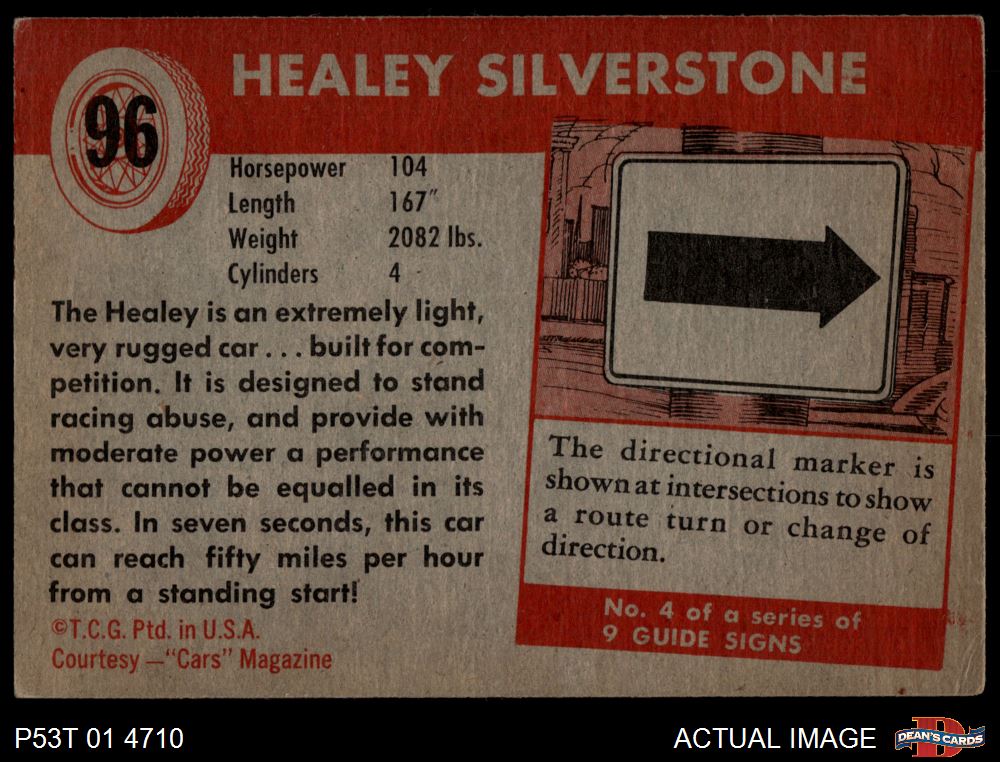 96
HEALEY SILVERSTONE
Horsepower 104
Length 167"
Weight 2082 lbs.
Cylinders 4
The Healey is an extremely light,
very rugged car . . . built for com-
petition. It is designed to stand
racing abuse, and provide with
moderate power a performance
that cannot be equalled in its
class. In seven seconds, this car
can reach fifty miles per hour
from a standing start!
©T.C.G. Ptd. in U.S.A.
Courtesy —"Cars" Magazine
The directional marker is
shown at intersections to show
a route turn or change of
direction.
No. 4 of a series of
9 GUIDE SIGNS
P53T 01 4710
ACTUAL IMAGE
DEAN'S CARDS